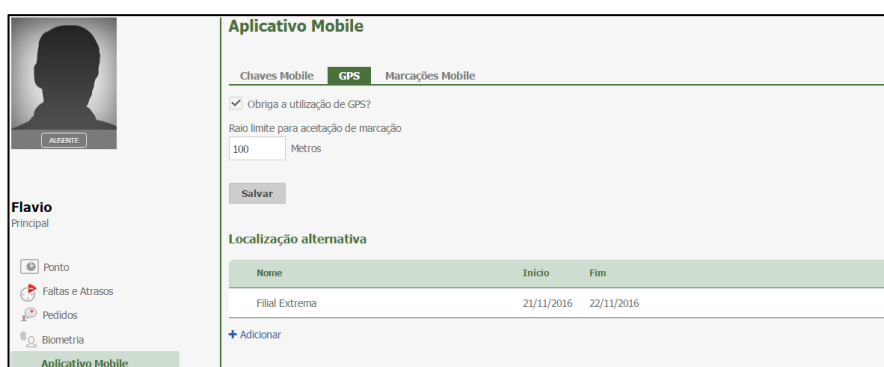 AUSENTE
Flavio
Principal
Ponto
Faltas e Atrasos
Pedidos
Biometria
Aplicativo Mobile
Aplicativo Mobile
Chaves Mobile GPS Marcações Mobile
Obriga a utilização de GPS?
Raio limite para aceitação de marcação
100 Metros
Salvar
Localização alternativa
Nome Início Fim
Filial Extrema 21/11/2016 22/11/2016
+ Adicionar